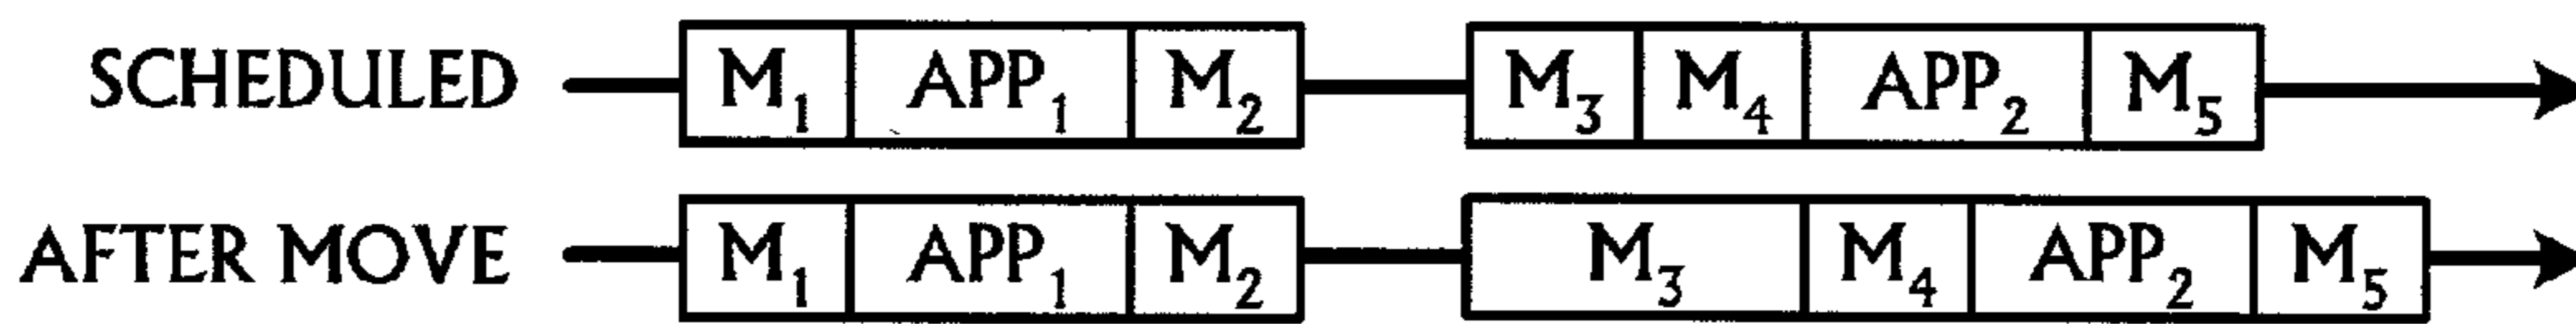 SCHEDULED M₁ APP₁ M₂ M₃ M₄ APP₂ M₅
AFTER MOVE M₁ APP₁ M₂ M₃ M₄ APP₂ M₅